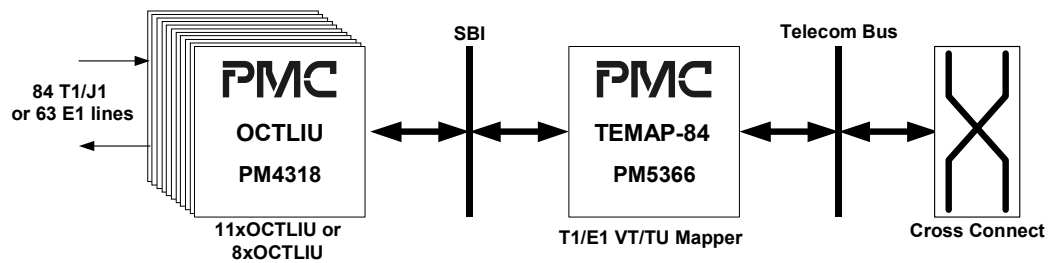 84 T1/J1
or 63 E1 lines
PMC
OCTLIU
PM4318
11xOCTLIU or
8xOCTLIU
SBI
PMC
TEMAP-84
PM5366
T1/E1 VT/TU Mapper
Telecom Bus
Cross Connect